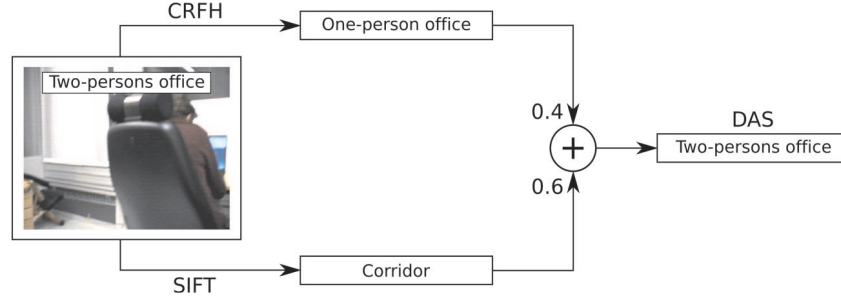 CRFH
One-person office
Two-persons office
0.4
+
DAS
Two-persons office
0.6
SIFT
Corridor